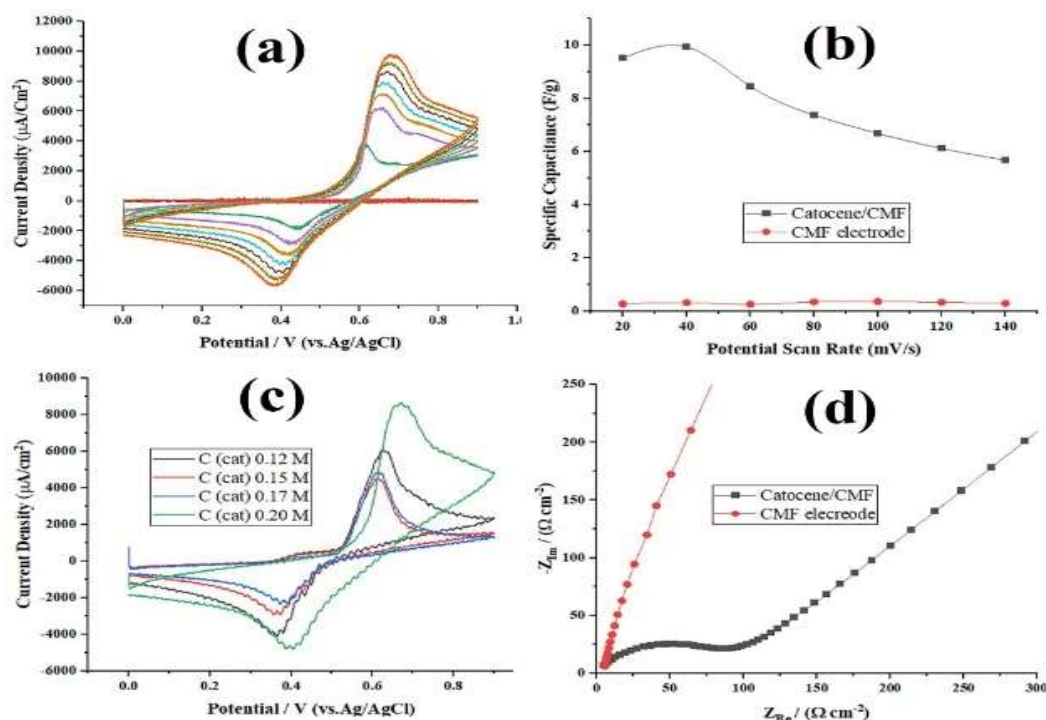 (a)
12000
10000
8000
6000
4000
2000
0
-2000
-4000
-6000
0.0 0.2 0.4 0.6 0.8 1.0
Current Density (µA/Cm²)
Potential / V (vs.Ag/AgCl)
(b)
10
8
6
4
2
0
20 40 60 80 100 120 140
Specific Capacitance (F/g)
Catocene/CMF
CMF electrode
Potential Scan Rate (mV/s)
(c)
10000
8000
6000
4000
2000
0
-2000
-4000
-6000
0.0 0.2 0.4 0.6 0.8
Current Density (µA/cm²)
C (cat) 0.12 M
C (cat) 0.15 M
C (cat) 0.17 M
C (cat) 0.20 M
Potential / V (vs.Ag/AgCl)
(d)
250
200
150
100
50
0
0 50 100 150 200 250 300
-Z_Im / (Ω cm⁻²)
Catocene/CMF
CMF elecreode
Z_Re / (Ω cm⁻²)